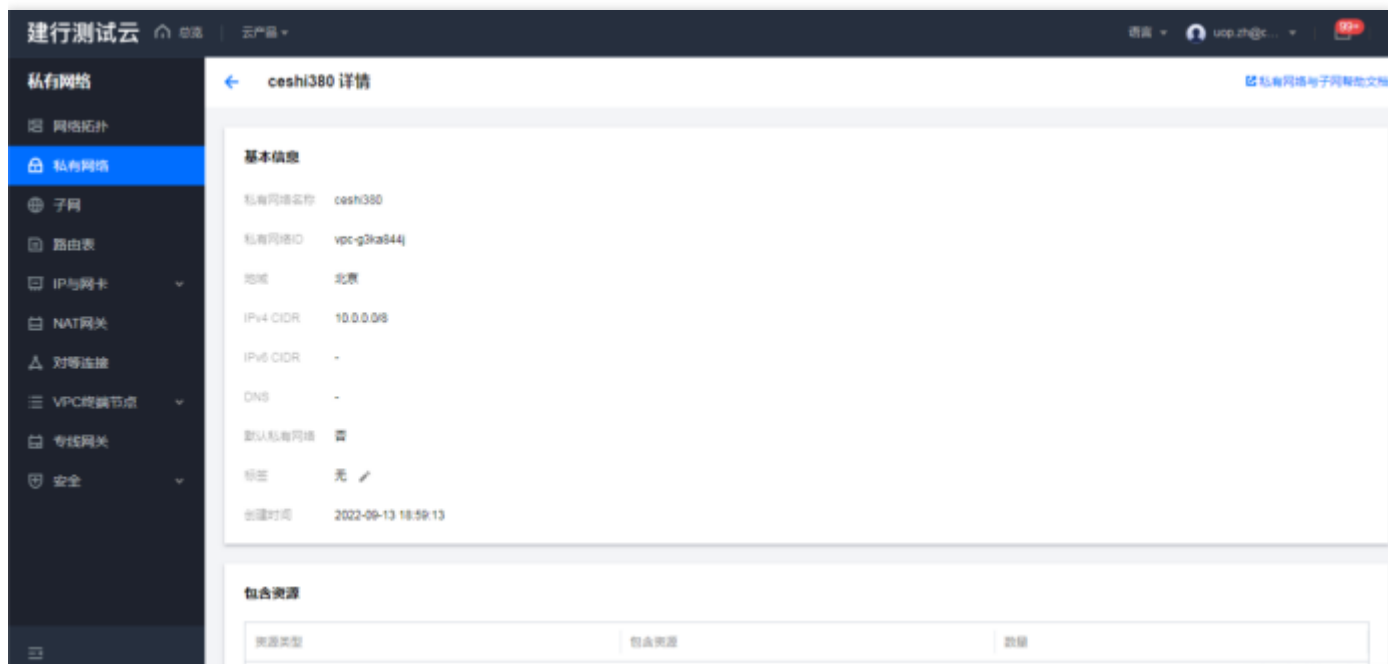 建行测试云 总览 云产品 语言 uop.zh@c... 99+
私有网络
ceshi380 详情
私有网络与子网帮助文档
网络拓扑
私有网络
子网
路由表
IP与网卡
NAT网关
对等连接
VPC终端节点
专线网关
安全
基本信息
私有网络名称 ceshi380
私有网络ID vpc-g3ka844j
地域 北京
IPv4 CIDR 10.0.0.0/8
IPv6 CIDR -
DNS -
默认私有网络 否
标签 无
创建时间 2022-09-13 18:59:13
包含资源
资源类型 包含资源 数量